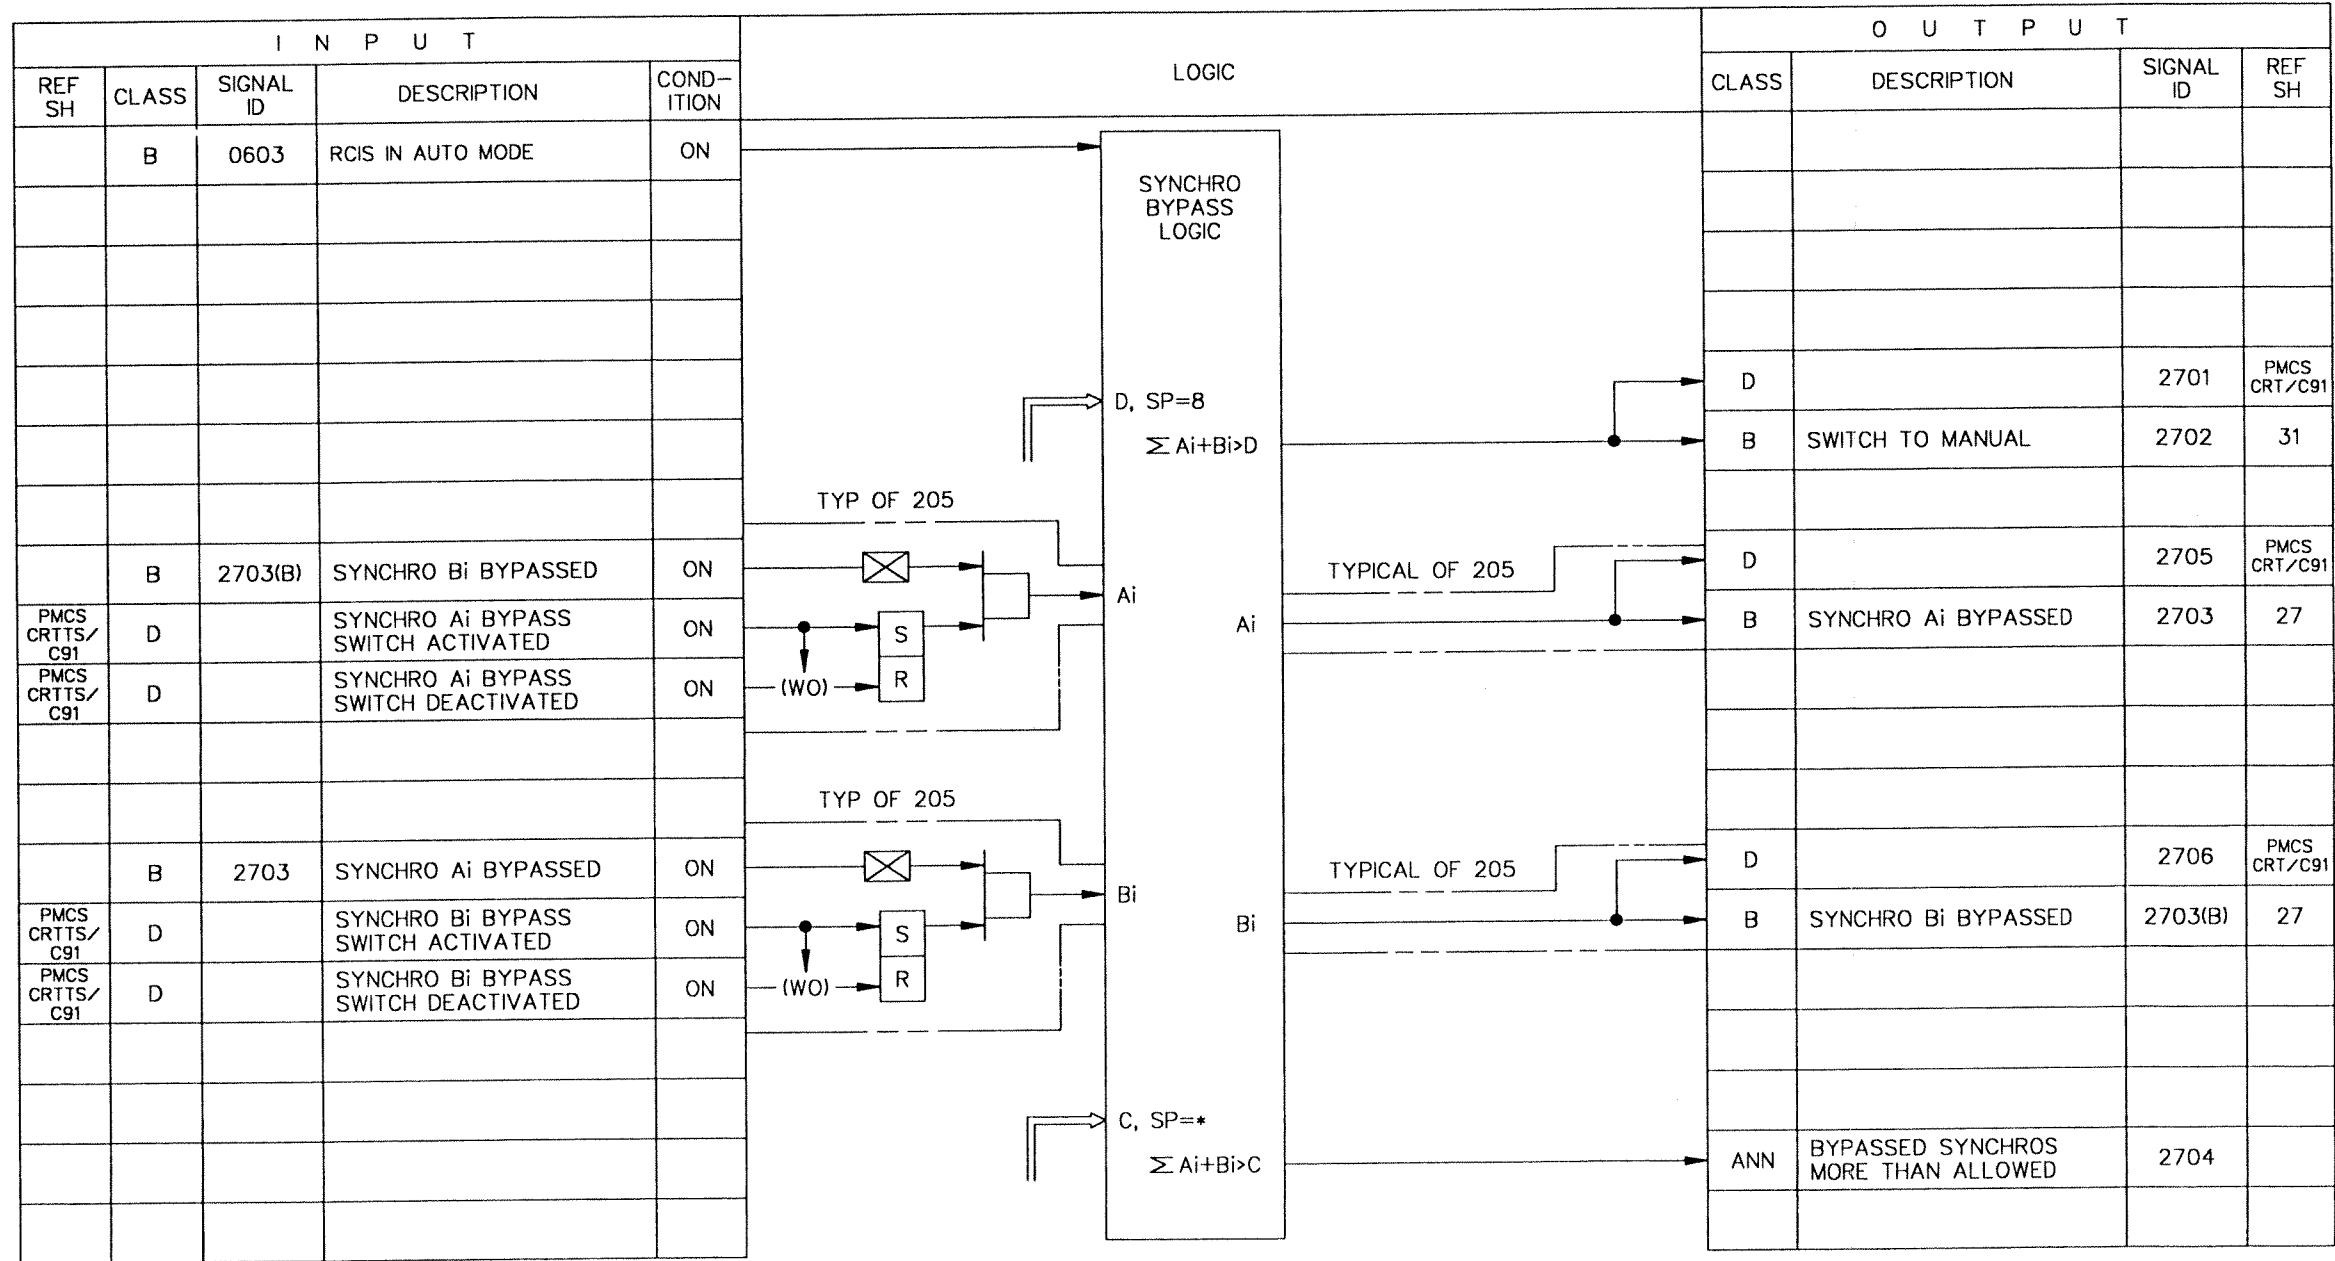 I N P U T
LOGIC
O U T P U T
REF SH
CLASS
SIGNAL ID
DESCRIPTION
COND-ITION
CLASS
DESCRIPTION
SIGNAL ID
REF SH
B 0603 RCIS IN AUTO MODE ON
SYNCHRO
BYPASS
LOGIC
D 2701 PMCS CRT/C91
D, SP=8
Σ Ai+Bi>D
B SWITCH TO MANUAL 2702 31
TYP OF 205
B 2703(B) SYNCHRO Bi BYPASSED ON
TYPICAL OF 205
D 2705 PMCS CRT/C91
Ai
PMCS CRTTS/ C91 D SYNCHRO Ai BYPASS SWITCH ACTIVATED ON
S
Ai
B SYNCHRO Ai BYPASSED 2703 27
PMCS CRTTS/ C91 D SYNCHRO Ai BYPASS SWITCH DEACTIVATED ON
(WO)
R
TYP OF 205
B 2703 SYNCHRO Ai BYPASSED ON
TYPICAL OF 205
D 2706 PMCS CRT/C91
Bi
PMCS CRTTS/ C91 D SYNCHRO Bi BYPASS SWITCH ACTIVATED ON
S
Bi
B SYNCHRO Bi BYPASSED 2703(B) 27
PMCS CRTTS/ C91 D SYNCHRO Bi BYPASS SWITCH DEACTIVATED ON
(WO)
R
C, SP=*
Σ Ai+Bi>C
ANN BYPASSED SYNCHROS MORE THAN ALLOWED 2704